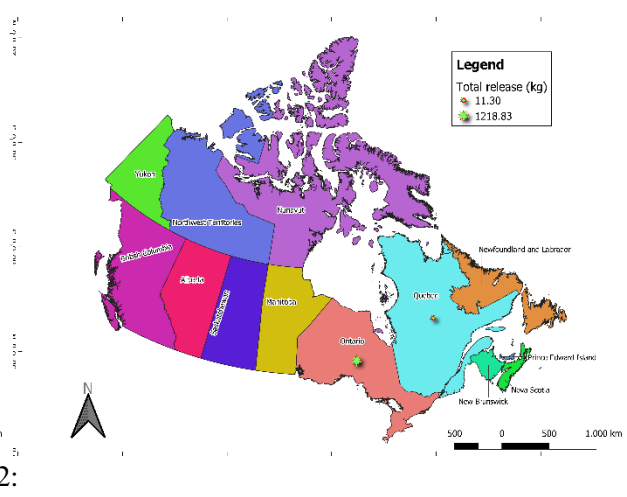 Legend
Total release (kg)
11.30
1218.83
Yukon
Northwest Territories
Nunavut
British Columbia
Alberta
Saskatchewan
Manitoba
Ontario
Quebec
Newfoundland and Labrador
Prince Edward Island
Nova Scotia
New Brunswick
N
500 0 500 1.000 km
2: